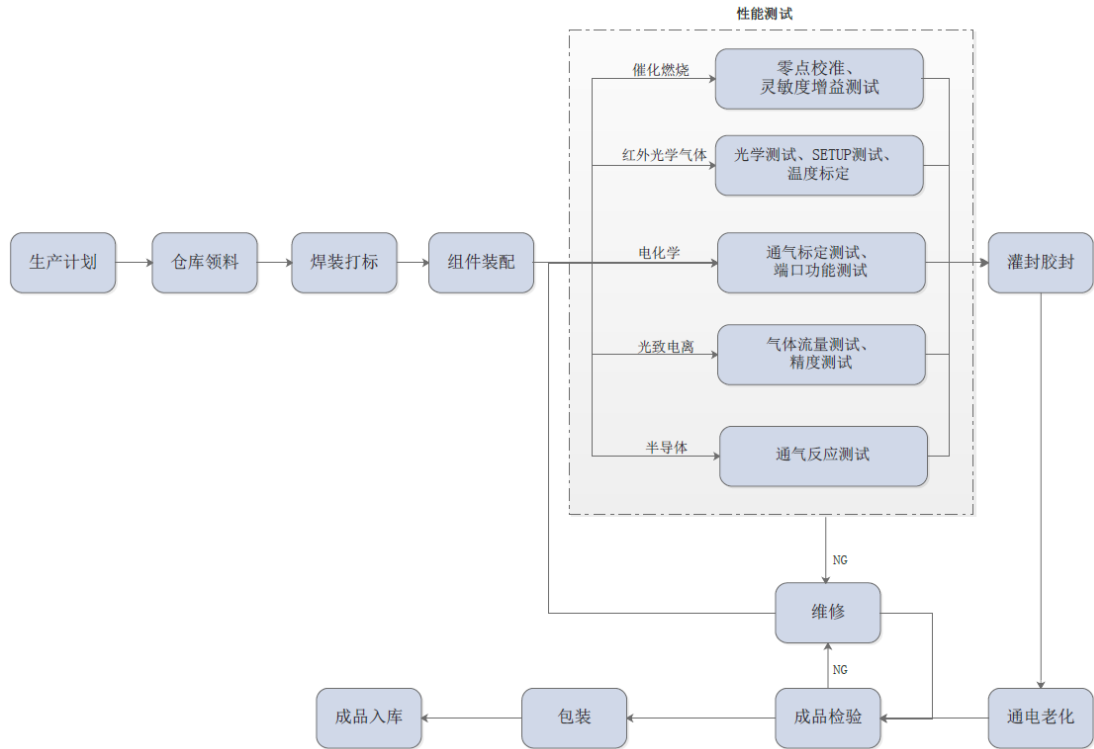 性能测试
催化燃烧
零点校准、
灵敏度增益测试
红外光学气体
光学测试、SETUP测试、
温度标定
生产计划
仓库领料
焊装打标
组件装配
电化学
通气标定测试、
端口功能测试
灌封胶封
光致电离
气体流量测试、
精度测试
半导体
通气反应测试
NG
维修
NG
成品入库
包装
成品检验
通电老化